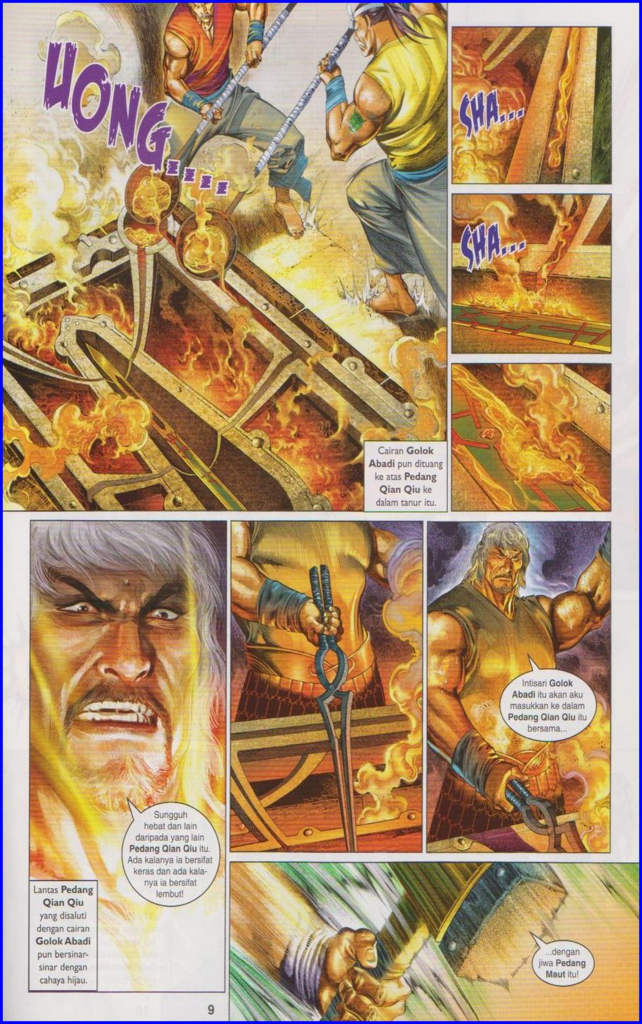 UONG....
SHA...
SHA...
Cairan Golok
Abadi pun dituang
ke atas Pedang
Qian Qiu ke
dalam tanur itu.
Sungguh
hebat dan lain
daripada yang lain
Pedang Qian Qiu itu.
Ada kalanya ia bersifat
keras dan ada kala-
nya ia bersifat
lembut!
Lantas Pedang
Qian Qiu
yang disaluti
dengan cairan
Golok Abadi
pun bersinar-
sinar dengan
cahaya hijau.
Intisari Golok
Abadi itu akan aku
masukkan ke dalam
Pedang Qian Qiu itu
bersama...
...dengan
jiwa Pedang
Maut itu!
9